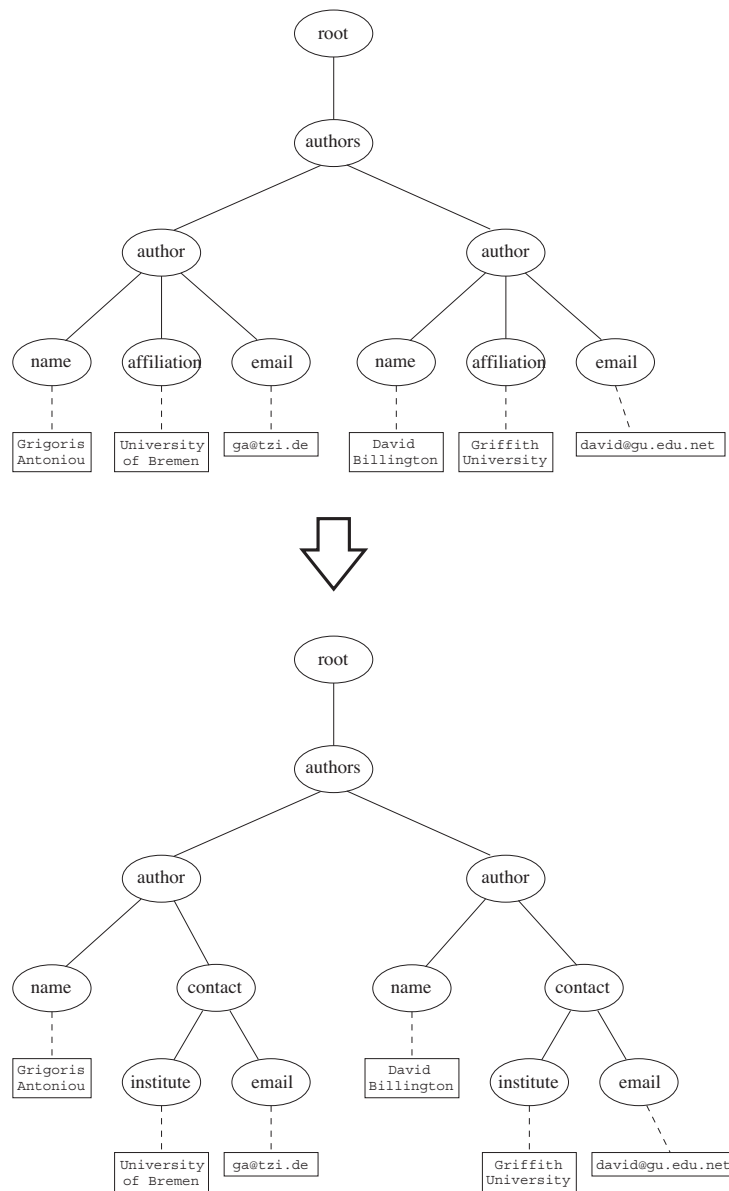 root
authors
author author
name affiliation email name affiliation email
Grigoris
Antoniou
University
of Bremen
ga@tzi.de
David
Billington
Griffith
University
david@gu.edu.net
root
authors
author author
name contact name contact
Grigoris
Antoniou
institute email
David
Billington
institute email
University
of Bremen
ga@tzi.de
Griffith
University
david@gu.edu.net